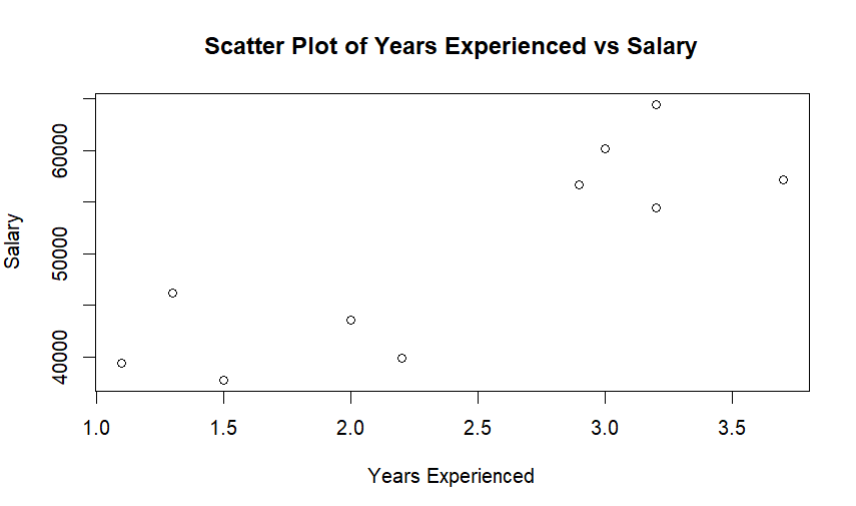 Scatter Plot of Years Experienced vs Salary
60000
50000
40000
Salary
1.0 1.5 2.0 2.5 3.0 3.5
Years Experienced